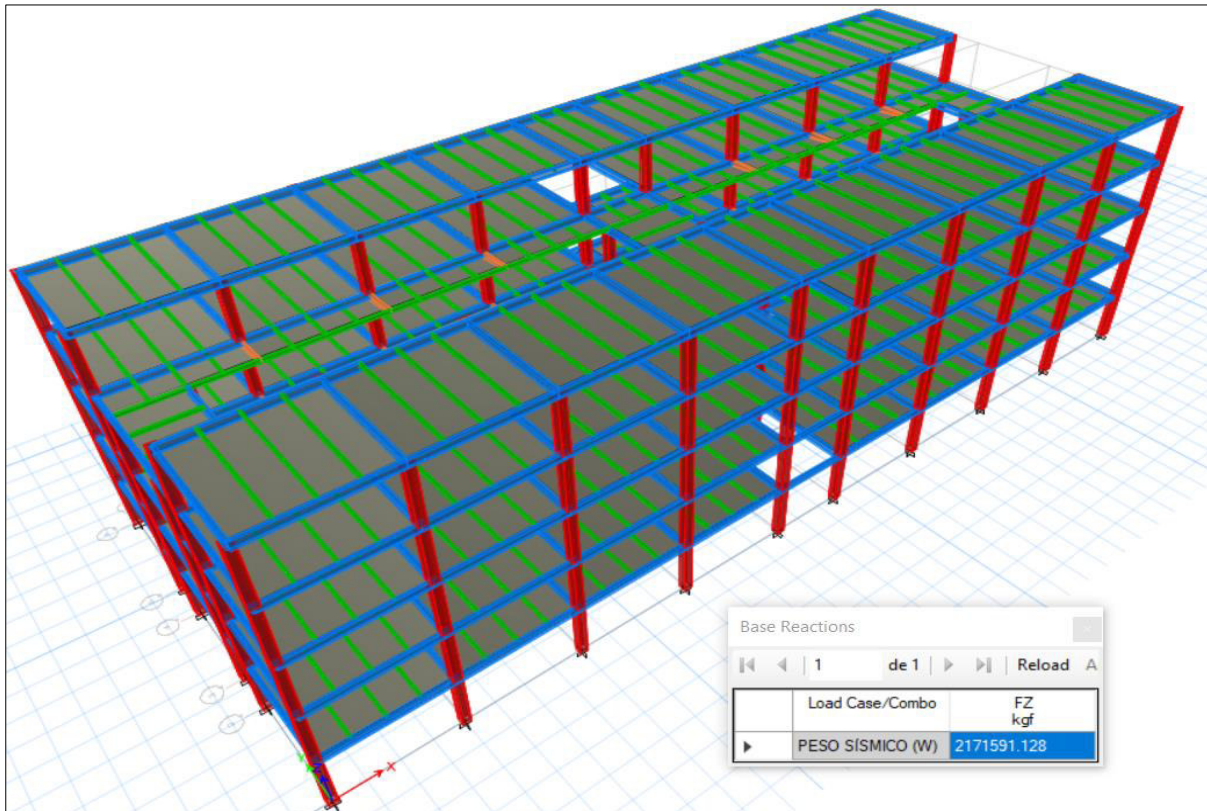 Base Reactions
1 de 1 Reload A
Load Case/Combo FZ
kgf
PESO SÍSMICO (W) 2171591.128
X
Y